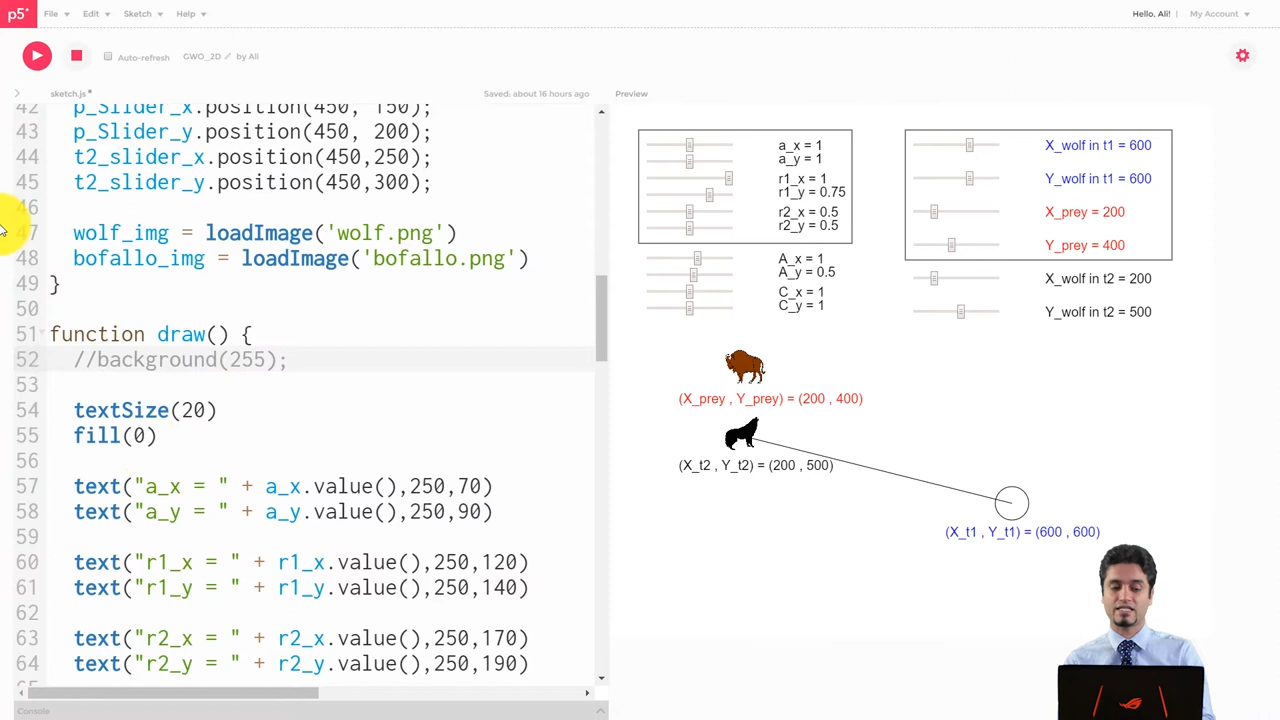 p5* File Edit Sketch Help Hello, Ali! | My Account
Auto-refresh GWO_2D by Ali
sketch.js Saved: about 16 hours ago Preview
42 p_Slider_x.position(450, 150);
43 p_Slider_y.position(450, 200);
44 t2_slider_x.position(450,250);
45 t2_slider_y.position(450,300);
46
47 wolf_img = loadImage('wolf.png')
48 bofallo_img = loadImage('bofallo.png')
49 }
50
51 function draw() {
52 //background(255);
53
54 textSize(20)
55 fill(0)
56
57 text("a_x = " + a_x.value(),250,70)
58 text("a_y = " + a_y.value(),250,90)
59
60 text("r1_x = " + r1_x.value(),250,120)
61 text("r1_y = " + r1_y.value(),250,140)
62
63 text("r2_x = " + r2_x.value(),250,170)
64 text("r2_y = " + r2_y.value(),250,190)
Console
a_x = 1
a_y = 1
r1_x = 1
r1_y = 0.75
r2_x = 0.5
r2_y = 0.5
A_x = 1
A_y = 0.5
C_x = 1
C_y = 1
X_wolf in t1 = 600
Y_wolf in t1 = 600
X_prey = 200
Y_prey = 400
X_wolf in t2 = 200
Y_wolf in t2 = 500
(X_prey , Y_prey) = (200 , 400)
(X_t2 , Y_t2) = (200 , 500)
(X_t1 , Y_t1) = (600 , 600)